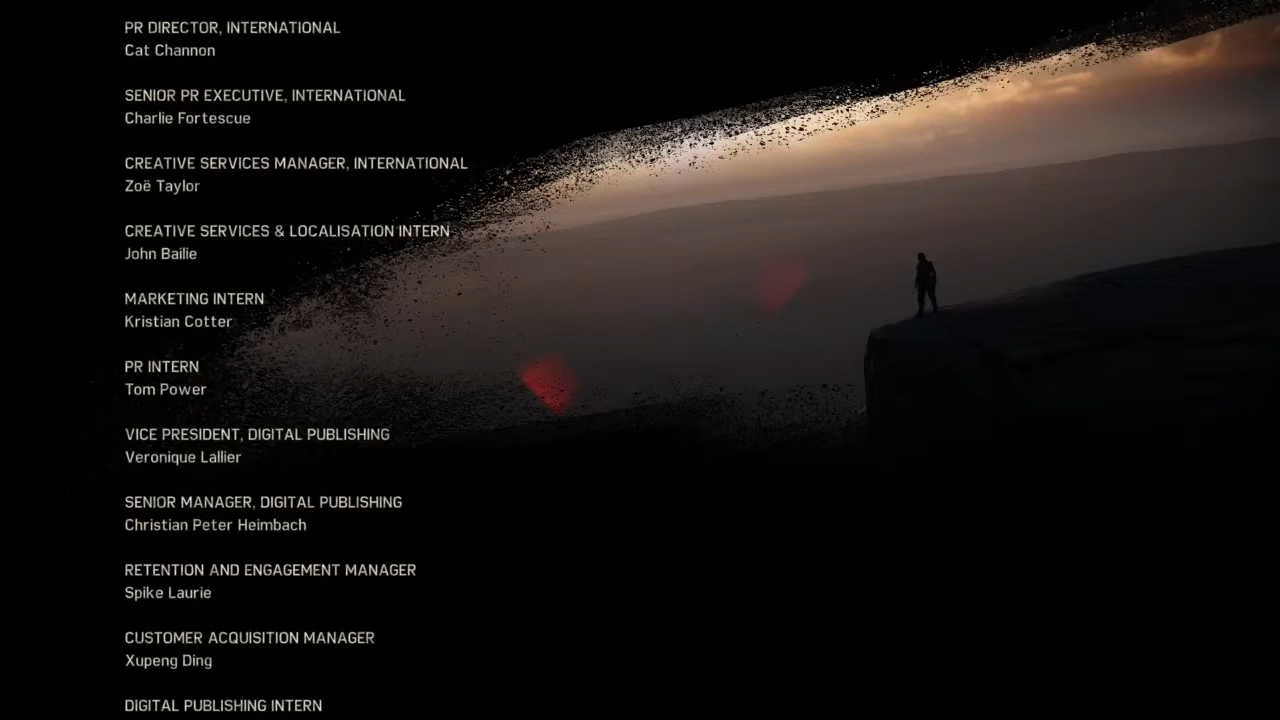 PR DIRECTOR, INTERNATIONAL
Cat Channon
SENIOR PR EXECUTIVE, INTERNATIONAL
Charlie Fortescue
CREATIVE SERVICES MANAGER, INTERNATIONAL
Zoë Taylor
CREATIVE SERVICES & LOCALISATION INTERN
John Bailie
MARKETING INTERN
Kristian Cotter
PR INTERN
Tom Power
VICE PRESIDENT, DIGITAL PUBLISHING
Veronique Lallier
SENIOR MANAGER, DIGITAL PUBLISHING
Christian Peter Heimbach
RETENTION AND ENGAGEMENT MANAGER
Spike Laurie
CUSTOMER ACQUISITION MANAGER
Xupeng Ding
DIGITAL PUBLISHING INTERN